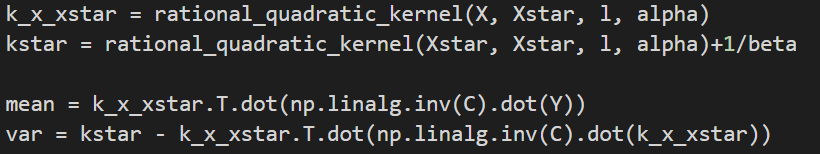 k_x_xstar = rational_quadratic_kernel(X, Xstar, l, alpha)
kstar = rational_quadratic_kernel(Xstar, Xstar, l, alpha)+1/beta
mean = k_x_xstar.T.dot(np.linalg.inv(C).dot(Y))
var = kstar - k_x_xstar.T.dot(np.linalg.inv(C).dot(k_x_xstar))